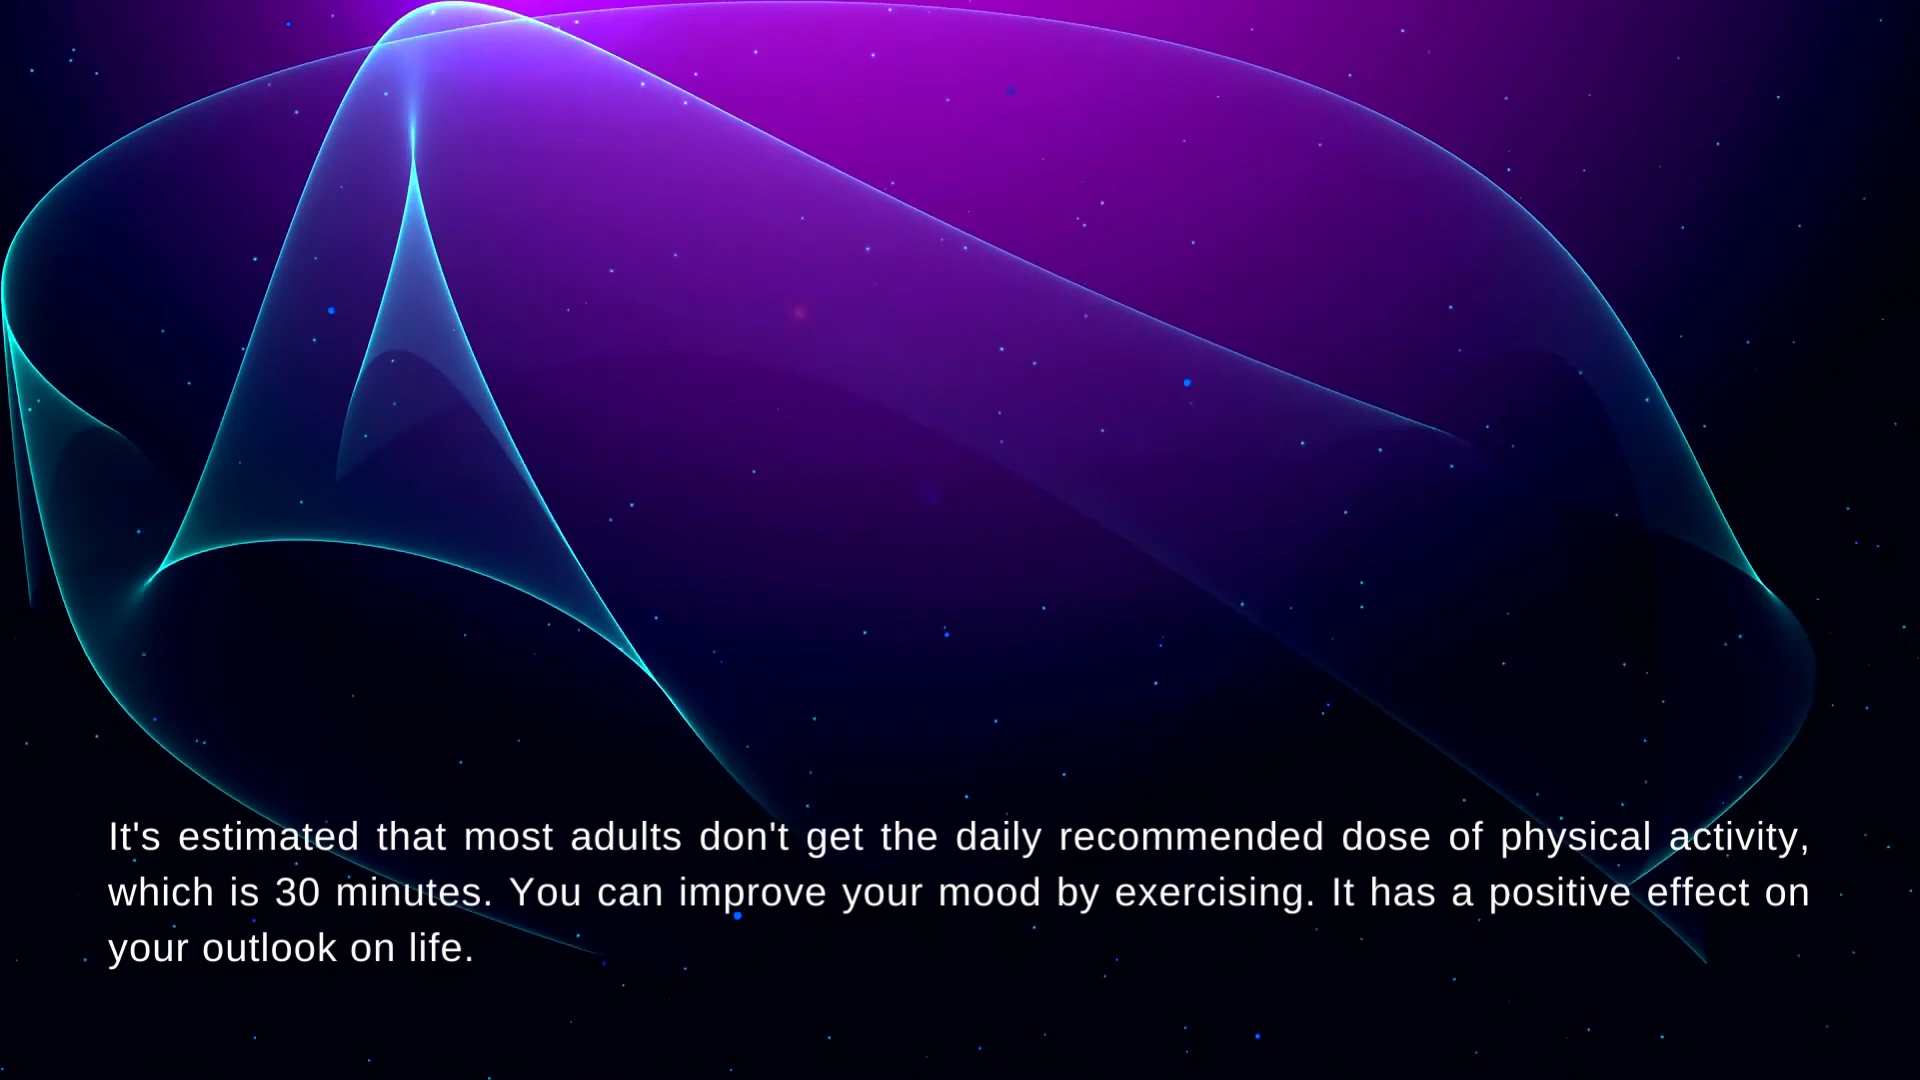 It's estimated that most adults don't get the daily recommended dose of physical activity,
which is 30 minutes. You can improve your mood by exercising. It has a positive effect on
your outlook on life.